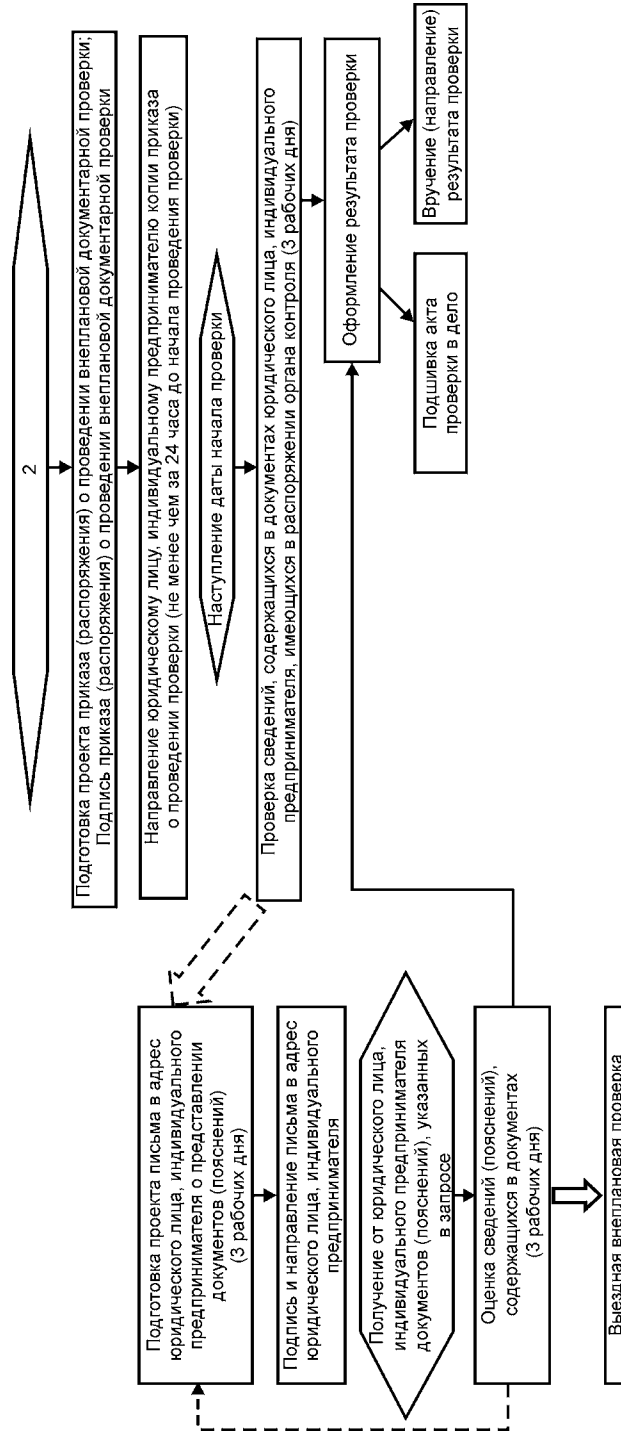 2
Подготовка проекта приказа (распоряжения) о проведении внеплановой документарной проверки;
Подпись приказа (распоряжения) о проведении внеплановой документарной проверки
Направление юридическому лицу, индивидуальному предпринимателю копии приказа
о проведении проверки (не менее чем за 24 часа до начала проведения проверки)
Наступление даты начала проверки
Проверка сведений, содержащихся в документах юридического лица, индивидуального
предпринимателя, имеющихся в распоряжении органа контроля (3 рабочих дня)
Оформление результата проверки
Подшивка акта
проверки в дело
Вручение (направление)
результата проверки
Подготовка проекта письма в адрес
юридического лица, индивидуального
предпринимателя о представлении
документов (пояснений)
(3 рабочих дня)
Подпись и направление письма в адрес
юридического лица, индивидуального
предпринимателя
Получение от юридического лица,
индивидуального предпринимателя
документов (пояснений), указанных
в запросе
Оценка сведений (пояснений),
содержащихся в документах
(3 рабочих дня)
Выездная внеплановая проверка